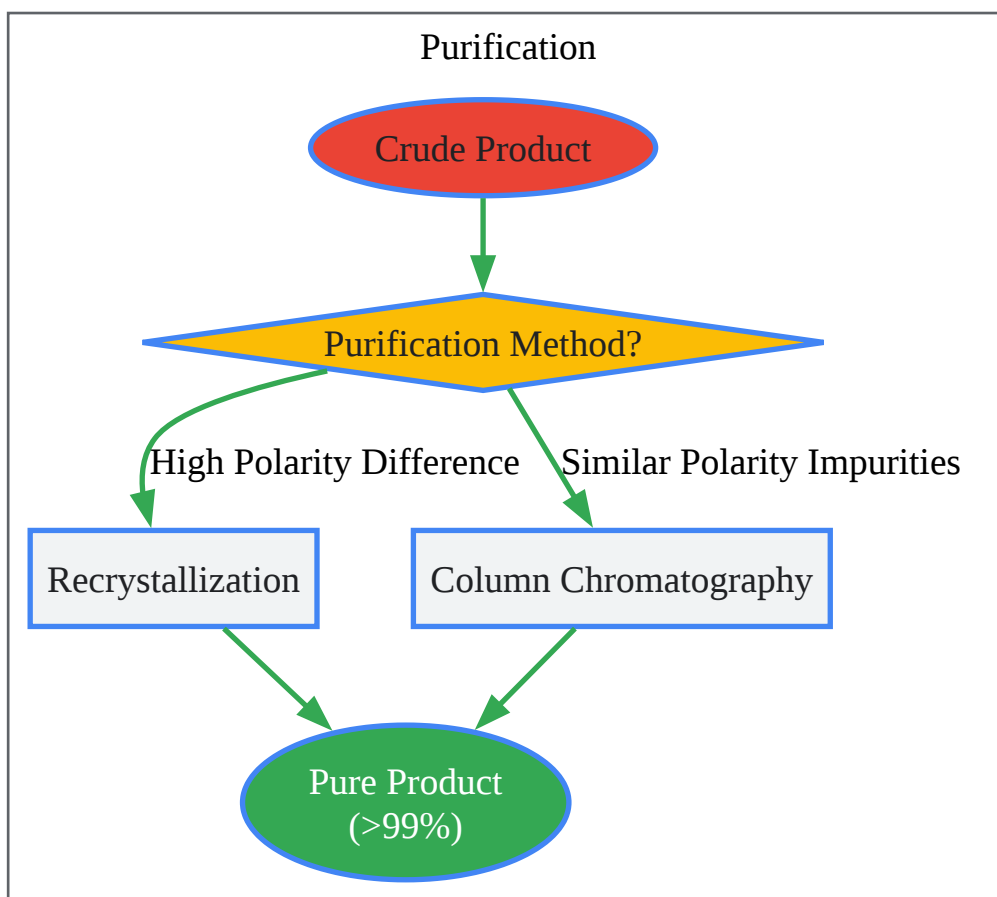 Purification
Crude Product
Purification Method?
High Polarity Difference
Similar Polarity Impurities
Recrystallization
Column Chromatography
Pure Product
(>99%)